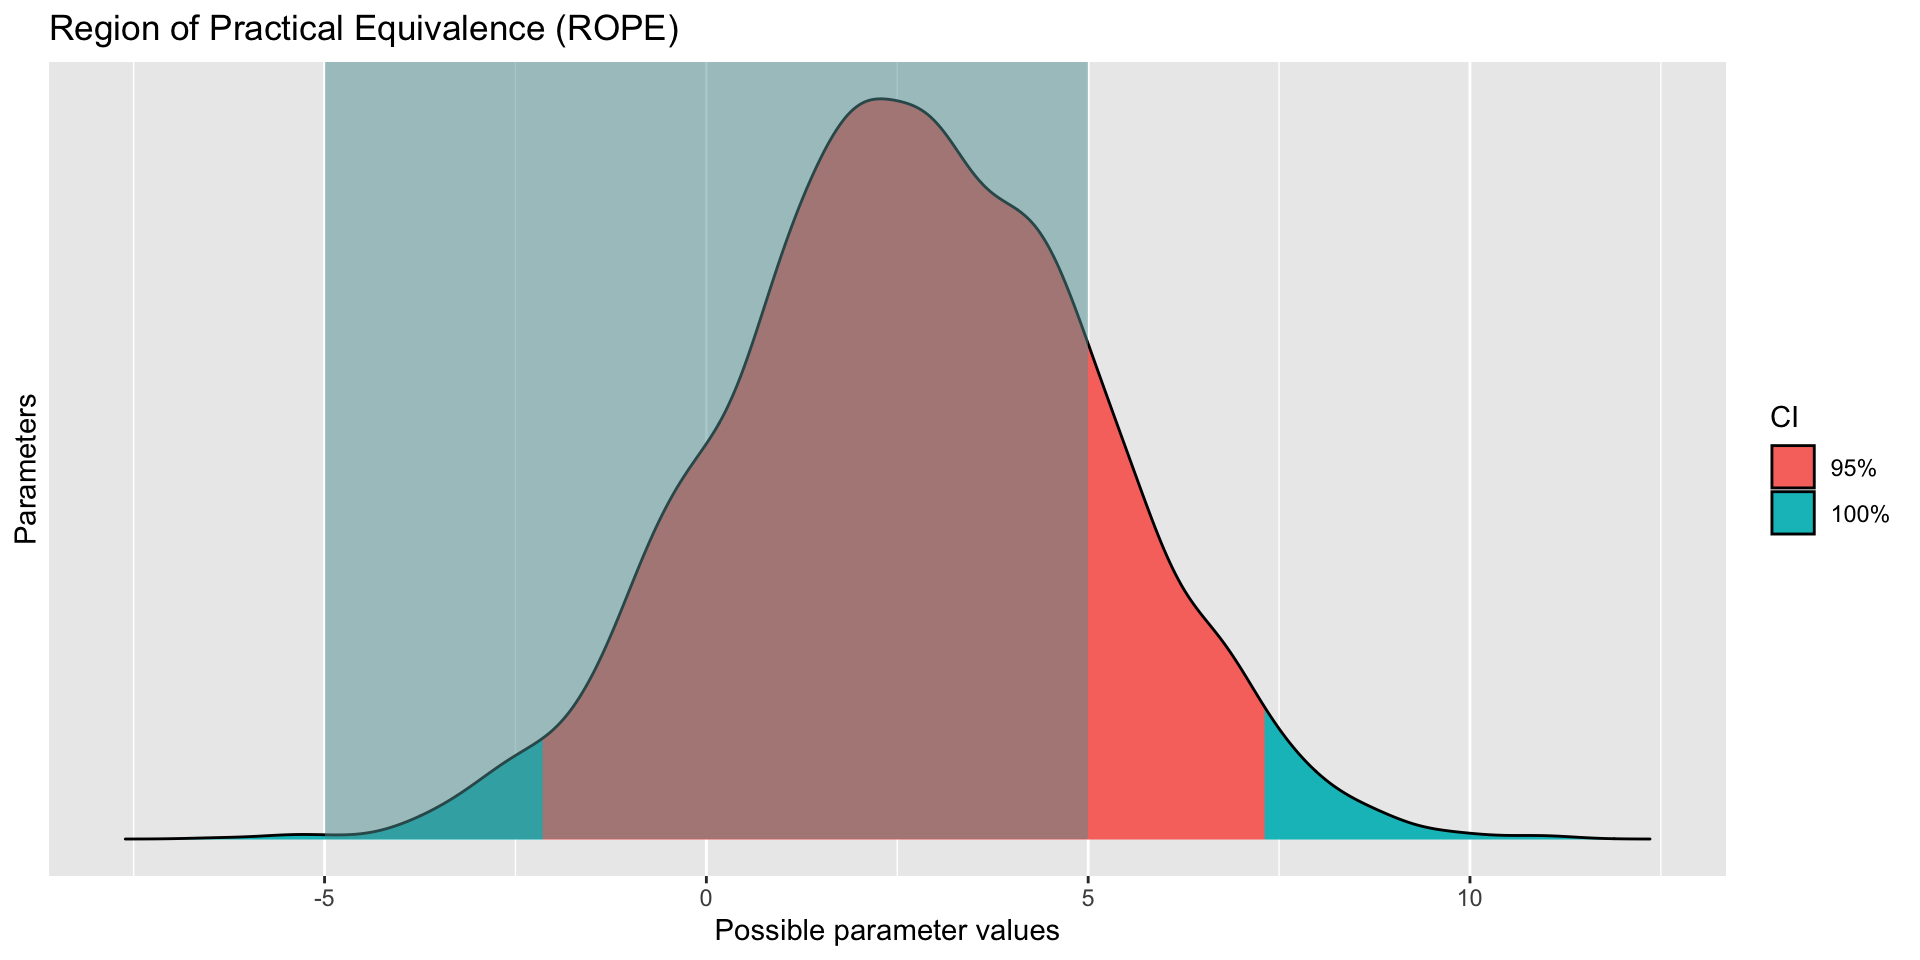 Region of Practical Equivalence (ROPE)
Parameters
-5 0 5 10
Possible parameter values
CI
95%
100%